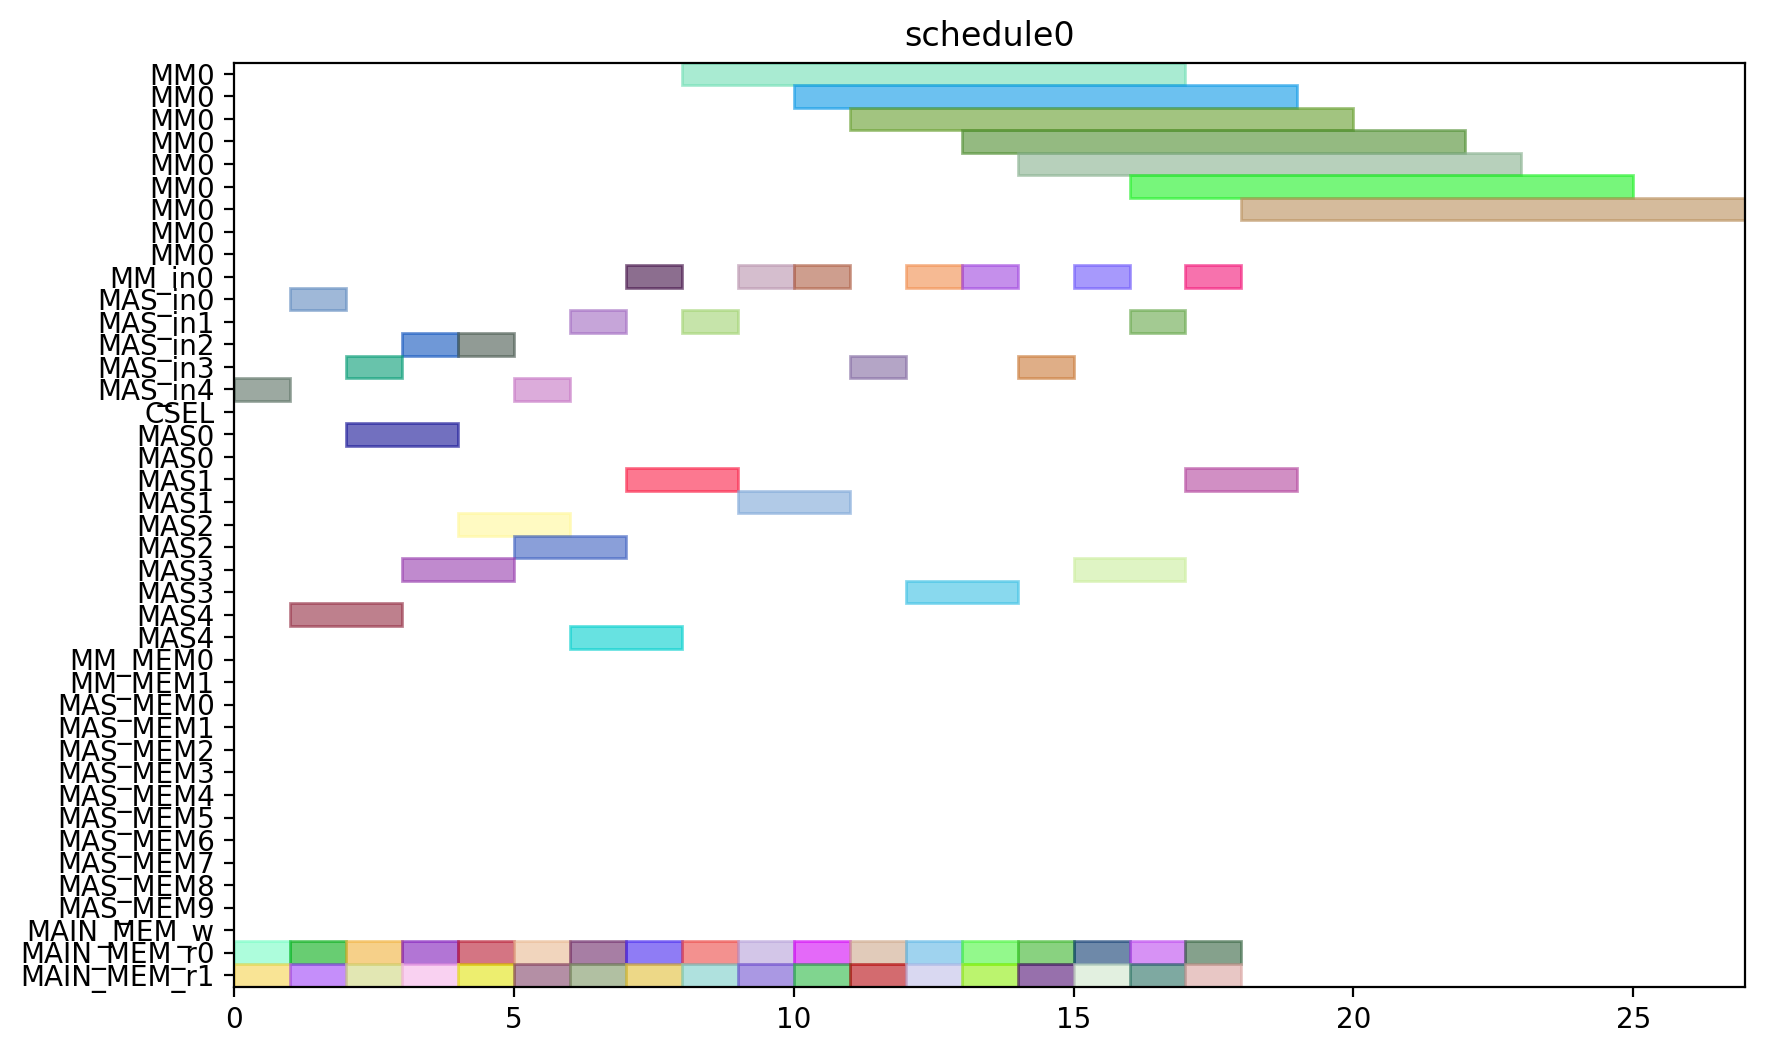 schedule0
MM0
MM0
MM0
MM0
MM0
MM0
MM0
MM0
MM0
MM_in0
MAS_in0
MAS_in1
MAS_in2
MAS_in3
MAS_in4
CSEL
MAS0
MAS0
MAS1
MAS1
MAS2
MAS2
MAS3
MAS3
MAS4
MAS4
MM_MEM0
MM_MEM1
MAS_MEM0
MAS_MEM1
MAS_MEM2
MAS_MEM3
MAS_MEM4
MAS_MEM5
MAS_MEM6
MAS_MEM7
MAS_MEM8
MAS_MEM9
MAIN_MEM_w
MAIN_MEM_r0
MAIN_MEM_r1
0 5 10 15 20 25